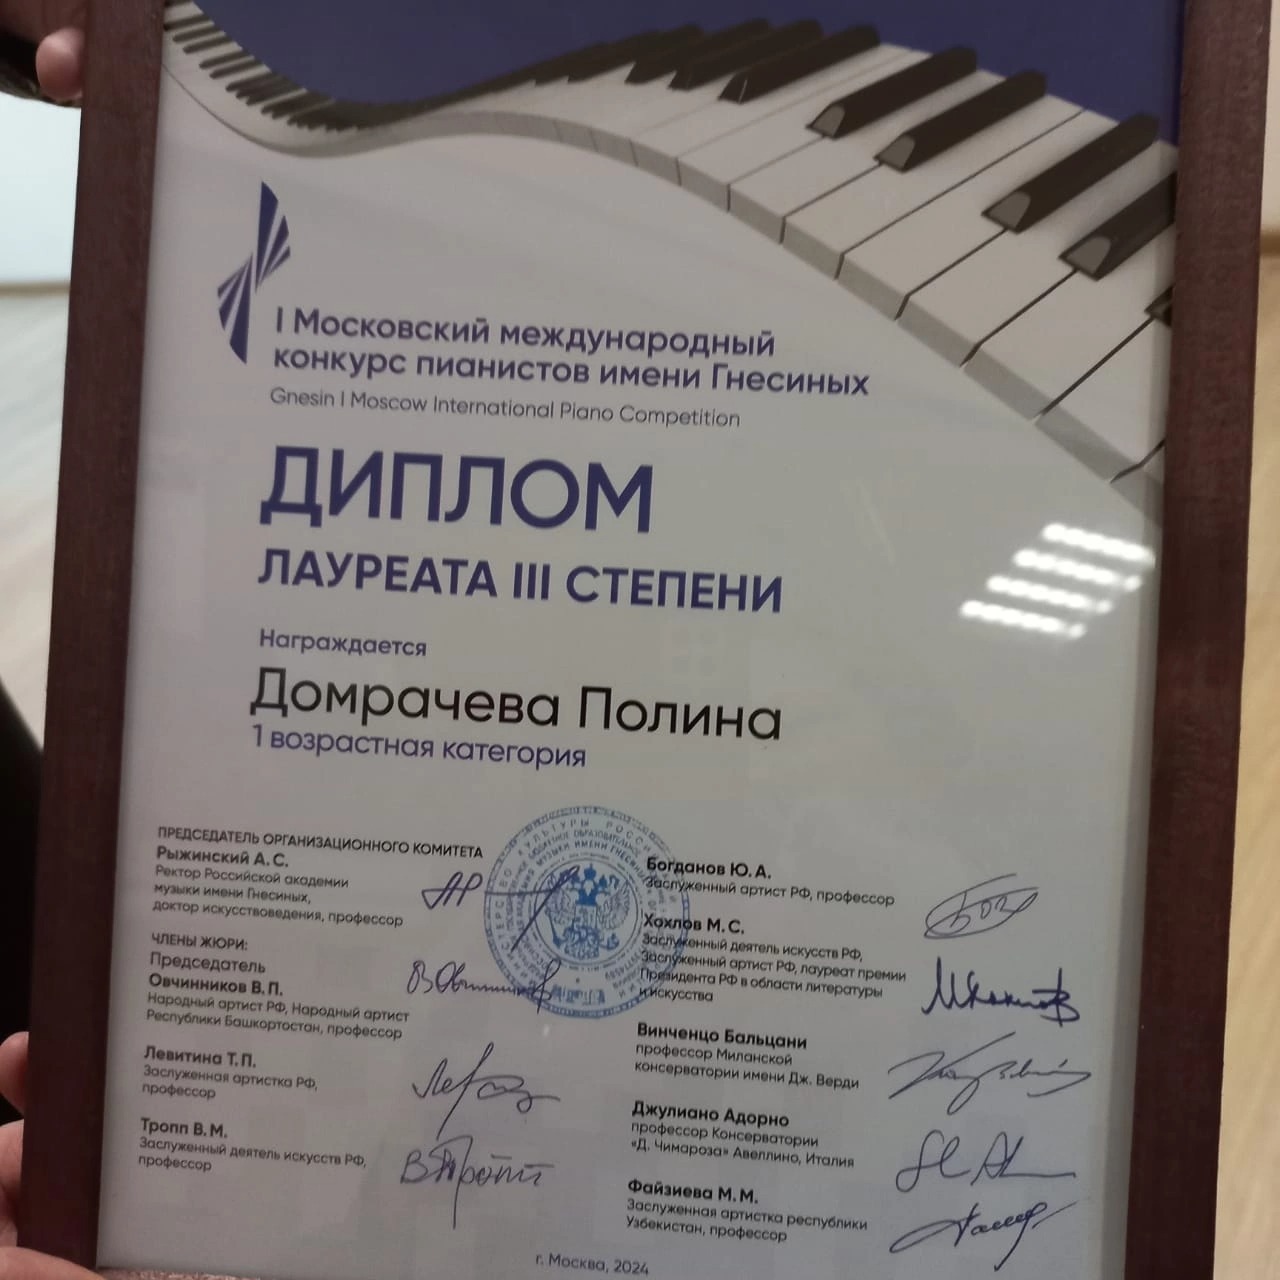 I Московский международный
конкурс пианистов имени Гнесиных
Gnesin I Moscow International Piano Competition
ДИПЛОМ
ЛАУРЕАТА III СТЕПЕНИ
Награждается
Домрачева Полина
1 возрастная категория
ПРЕДСЕДАТЕЛЬ ОРГАНИЗАЦИОННОГО КОМИТЕТА
Рыжинский А. С.
Ректор Российской академии
музыки имени Гнесиных,
доктор искусствоведения, профессор
ЧЛЕНЫ ЖЮРИ:
Председатель
Овчинников В. П.
Народный артист РФ, Народный артист
Республики Башкортостан, профессор
Левитина Т. П.
Заслуженная артистка РФ,
профессор
Тропп В. М.
Заслуженный деятель искусств РФ,
профессор
Богданов Ю. А.
Заслуженный артист РФ, профессор
Хохлов М. С.
Заслуженный деятель искусств РФ,
Заслуженный артист РФ, лауреат премии
Президента РФ в области литературы
и искусства
Винченцо Бальцани
профессор Миланской
консерватории имени Дж. Верди
Джулиано Адорно
профессор Консерватории
«Д. Чимароза» Авеллино, Италия
Файзиева М. М.
Заслуженная артистка республики
Узбекистан, профессор
г. Москва, 2024